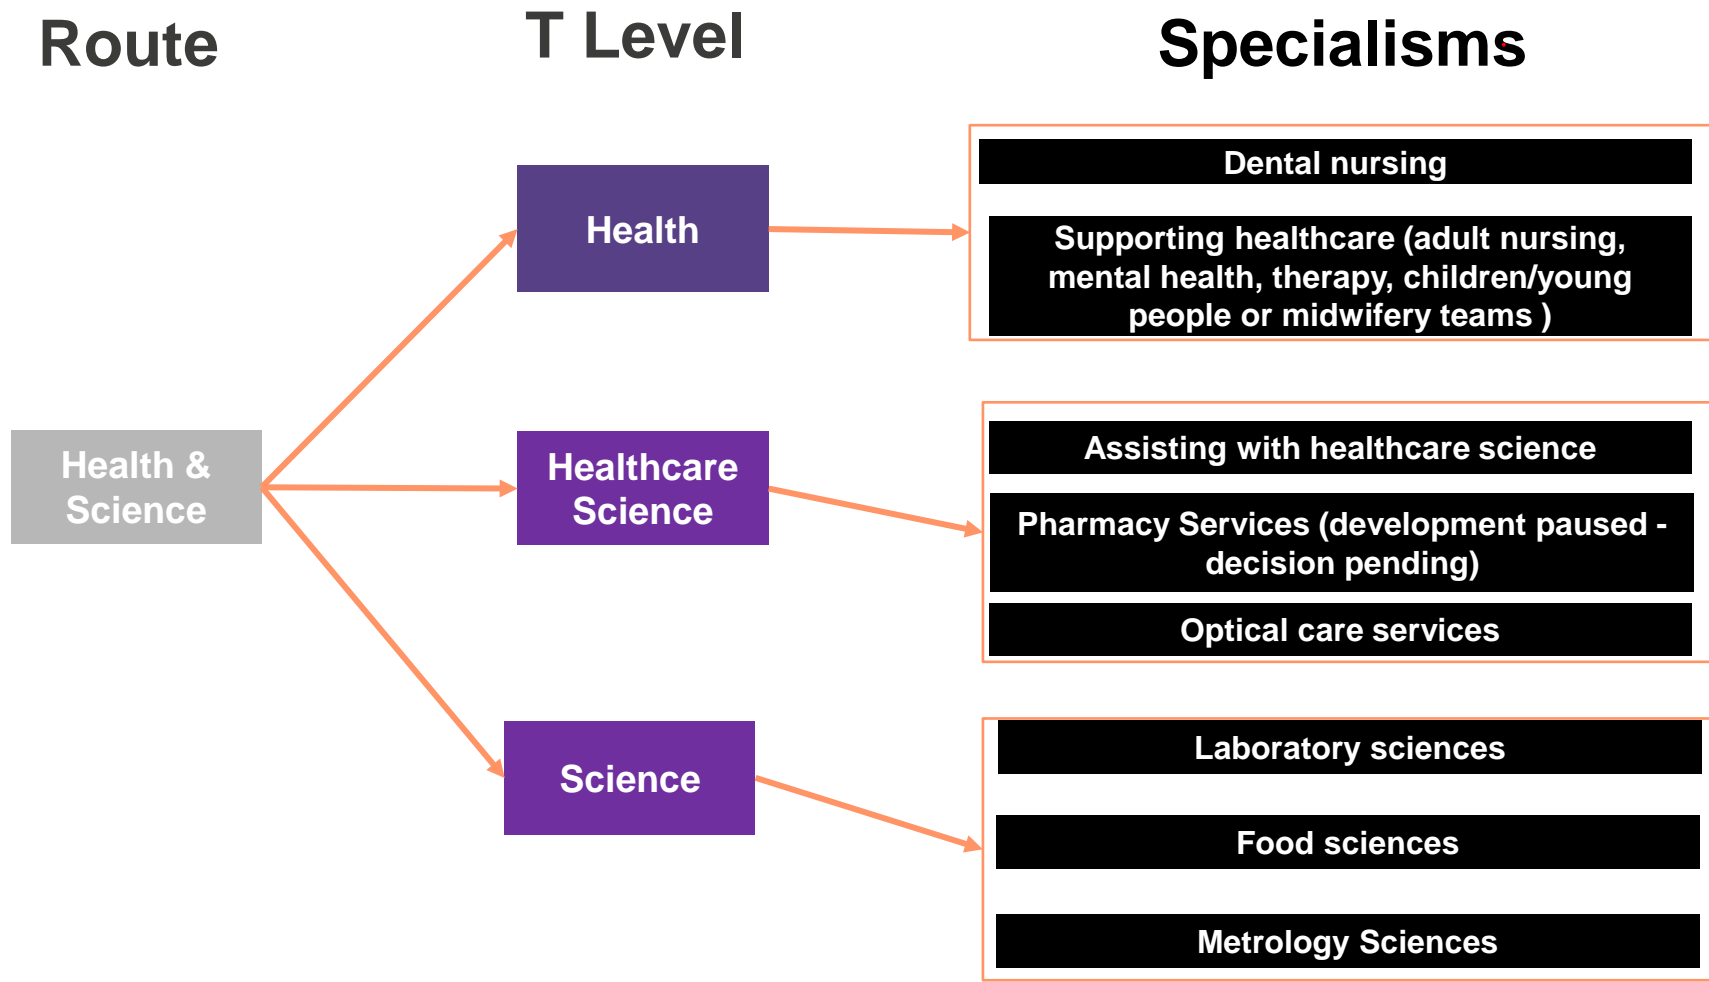 Route
T Level
Specialisms
Health &
Science
Health
Dental nursing
Supporting healthcare (adult nursing,
mental health, therapy, children/young
people or midwifery teams )
Healthcare
Science
Assisting with healthcare science
Pharmacy Services (development paused -
decision pending)
Optical care services
Science
Laboratory sciences
Food sciences
Metrology Sciences